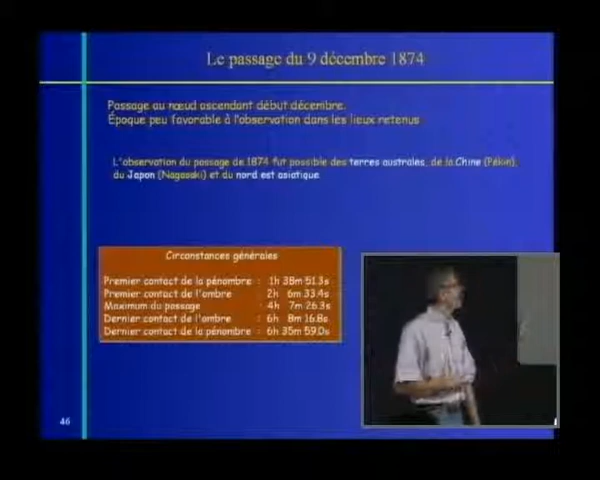 Le passage du 9 décembre 1874
Passage au nœud ascendant début décembre.
Époque peu favorable à l'observation dans les lieux retenus
L'observation du passage de 1874 fut possible des terres australes, de la Chine (Pékin),
du Japon (Nagasaki) et du nord est asiatique
Circonstances générales
Premier contact de la pénombre : 1h 38m 51.3s
Premier contact de l'ombre : 2h 6m 33.4s
Maximum du passage : 4h 7m 26.3s
Dernier contact de l'ombre : 6h 8m 16.8s
Dernier contact de la pénombre : 6h 35m 59.0s
46